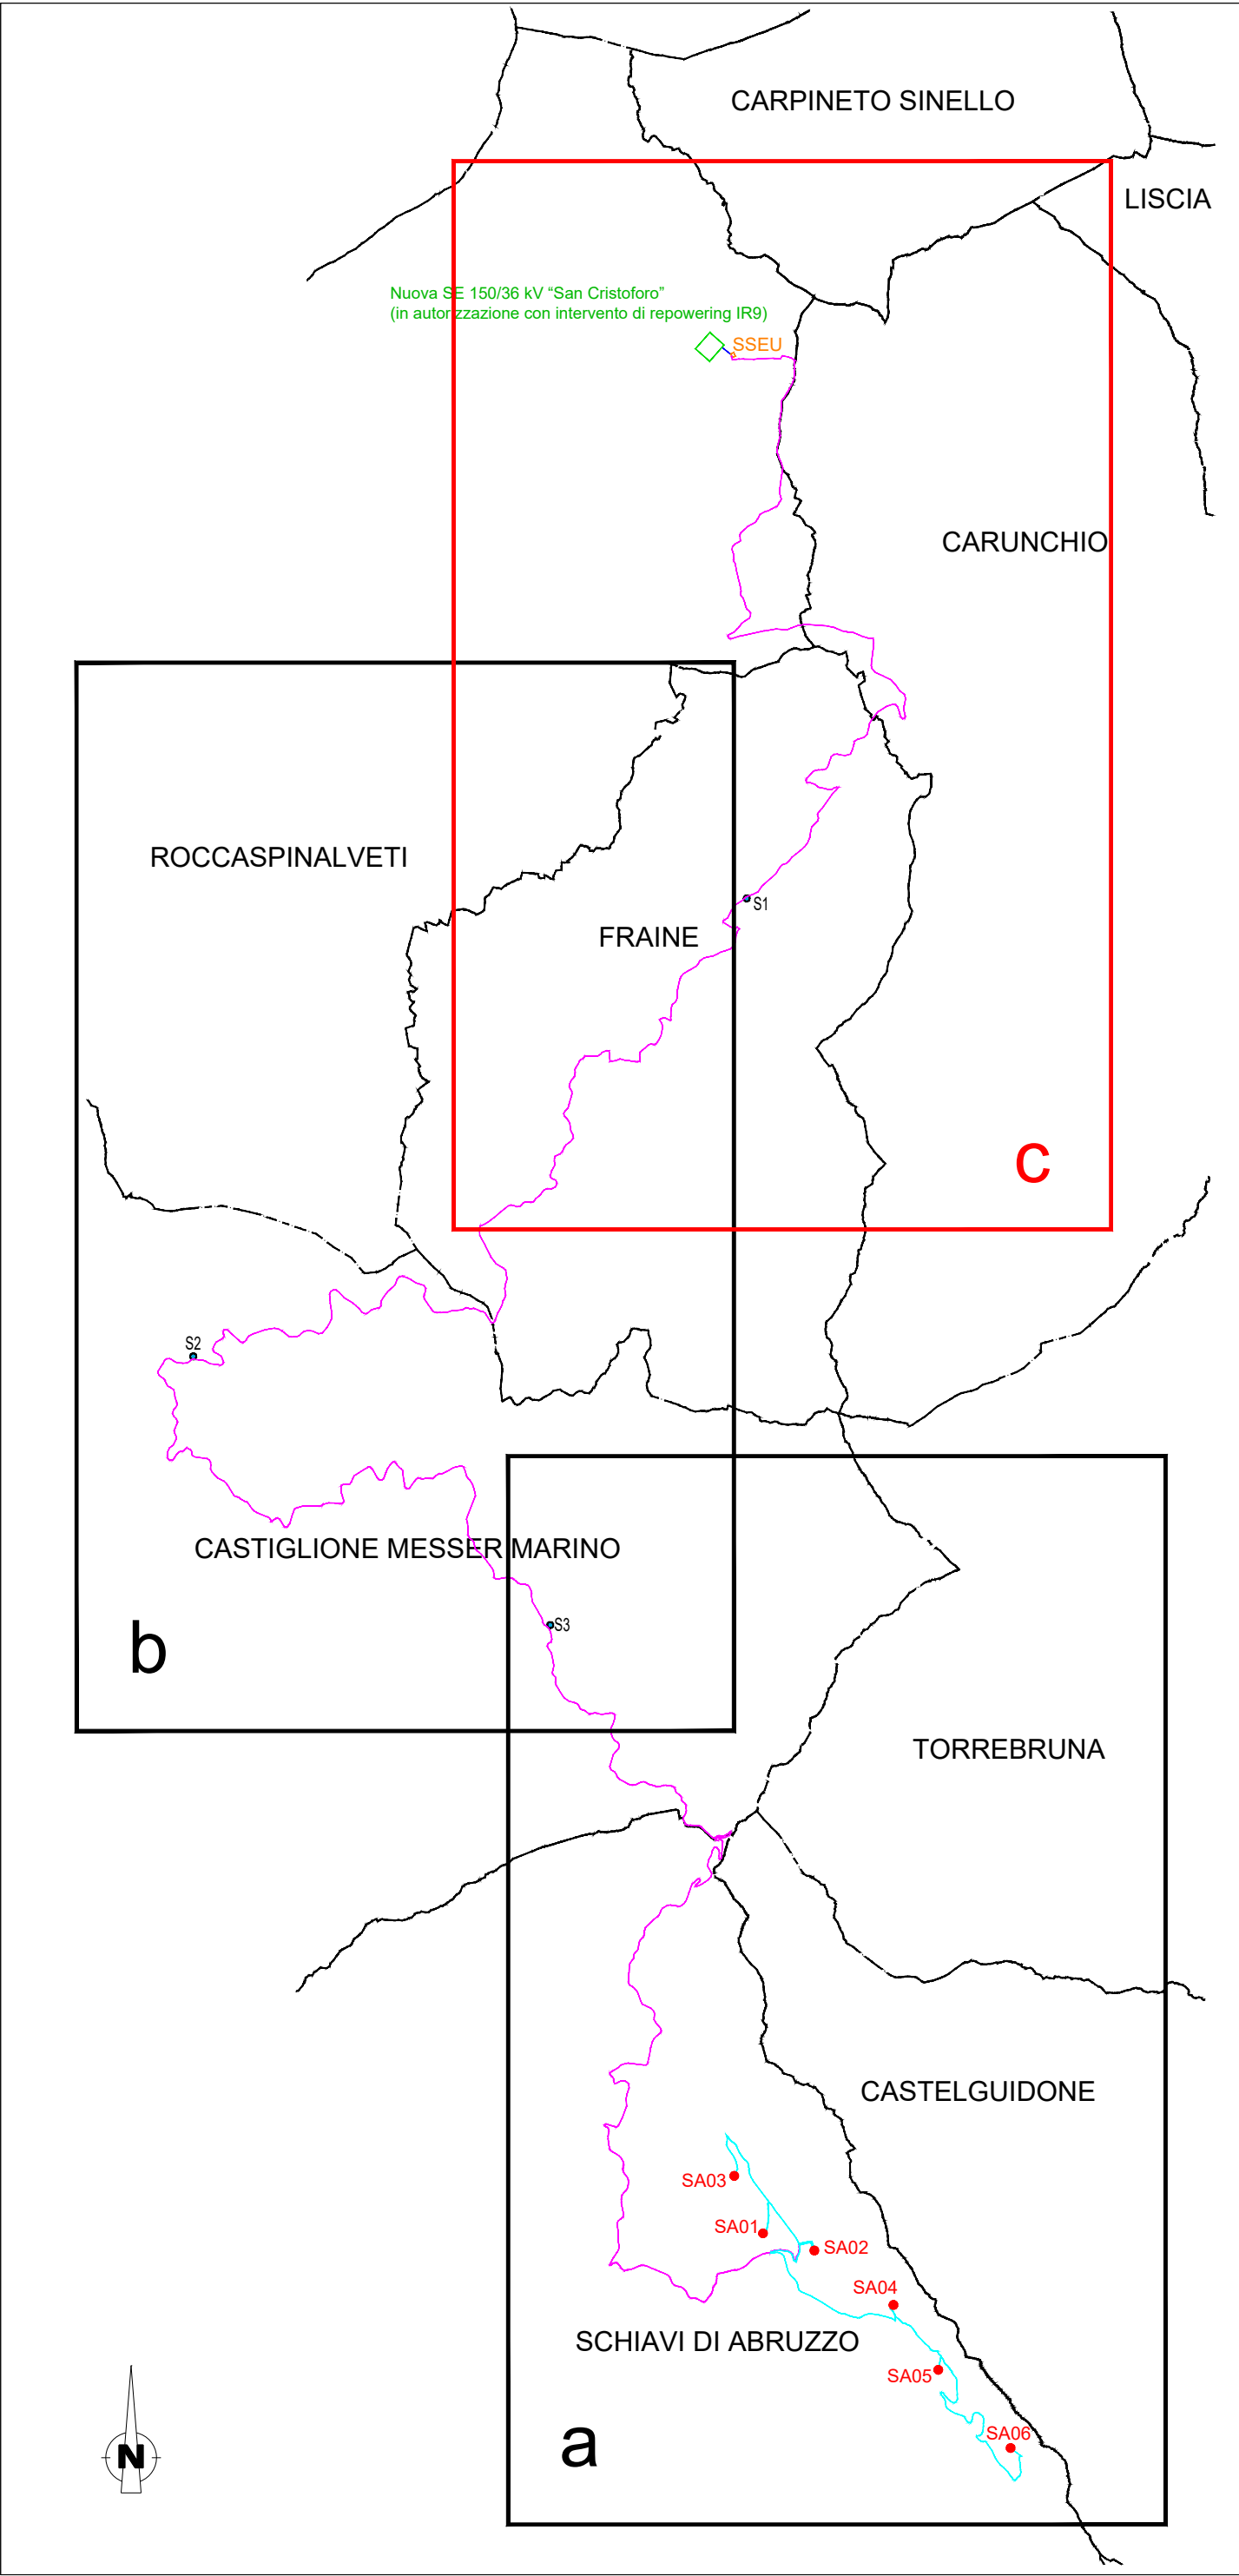 CARPINETO SINELLO
LISCIA
Nuova SE 150/36 kV “San Cristoforo”
(in autorizzazione con intervento di repowering IR9)
SSEU
CARUNCHIO
ROCCASPINALVETI
S1
FRAINE
c
S2
CASTIGLIONE MESSER MARINO
S3
b
TORREBRUNA
CASTELGUIDONE
SA03
SA01
SA02
SA04
SCHIAVI DI ABRUZZO
SA05
SA06
a
N